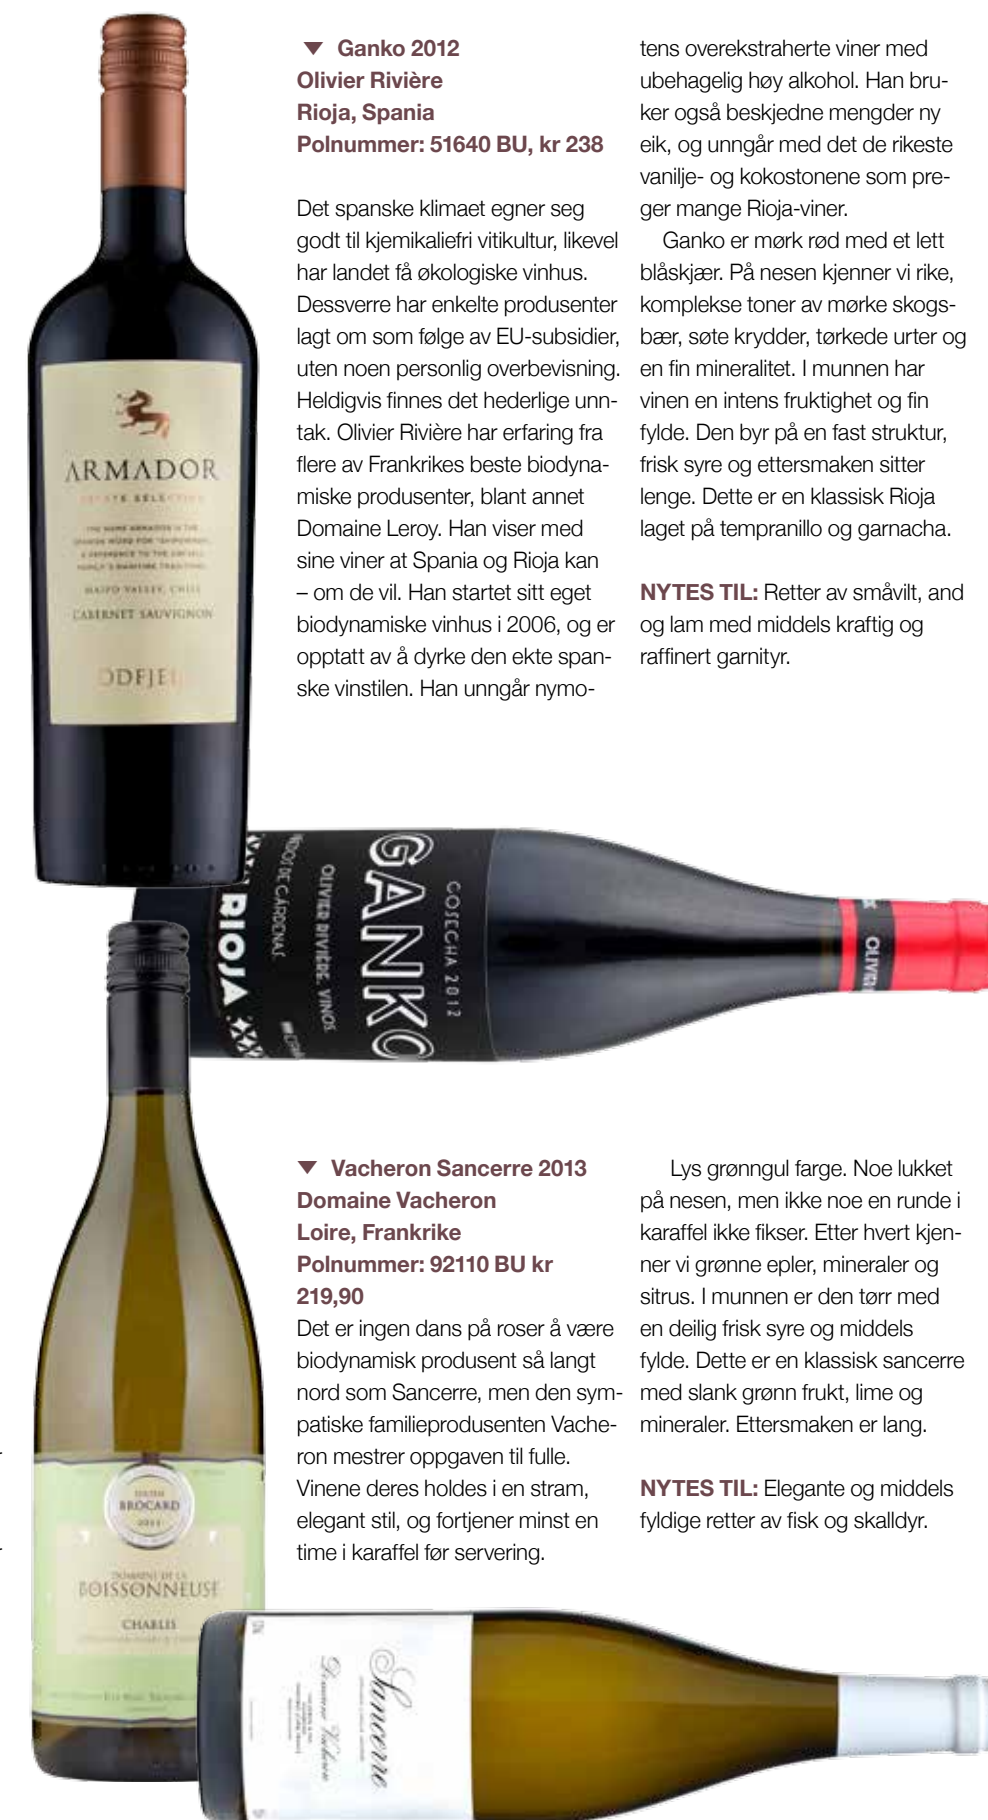 ▼ Ganko 2012
Olivier Rivière
Rioja, Spania
Polnummer: 51640 BU, kr 238
Det spanske klimaet egner seg
godt til kjemikaliefri vitikultur, likevel
har landet få økologiske vinhus.
Dessverre har enkelte produsenter
lagt om som følge av EU-subsidier,
uten noen personlig overbevisning.
Heldigvis finnes det hederlige unn-
tak. Olivier Rivière har erfaring fra
flere av Frankrikes beste biodyna-
miske produsenter, blant annet
Domaine Leroy. Han viser med
sine viner at Spania og Rioja kan
– om de vil. Han startet sitt eget
biodynamiske vinhus i 2006, og er
opptatt av å dyrke den ekte span-
ske vinstilen. Han unngår nymo-
tens overekstraherte viner med
ubehagelig høy alkohol. Han bru-
ker også beskjedne mengder ny
eik, og unngår med det de rikeste
vanilje- og kokostonene som pre-
ger mange Rioja-viner.
Ganko er mørk rød med et lett
blåskjær. På nesen kjenner vi rike,
komplekse toner av mørke skogs-
bær, søte krydder, tørkede urter og
en fin mineralitet. I munnen har
vinen en intens fruktighet og fin
fylde. Den byr på en fast struktur,
frisk syre og ettersmaken sitter
lenge. Dette er en klassisk Rioja
laget på tempranillo og garnacha.
NYTES TIL: Retter av småvilt, and
og lam med middels kraftig og
raffinert garnityr.
ARMADOR
MAIPO VALLEY, CHILE
CABERNET SAUVIGNON
ODFJE
GANKO
COSECHA 2012
OLIVIER RIVIÈRE, VINOS
RIOJA
OLIVIE
▼ Vacheron Sancerre 2013
Domaine Vacheron
Loire, Frankrike
Polnummer: 92110 BU kr
219,90
Det er ingen dans på roser å være
biodynamisk produsent så langt
nord som Sancerre, men den sym-
patiske familieprodusenten Vache-
ron mestrer oppgaven til fulle.
Vinene deres holdes i en stram,
elegant stil, og fortjener minst en
time i karaffel før servering.
Lys grønngul farge. Noe lukket
på nesen, men ikke noe en runde i
karaffel ikke fikser. Etter hvert kjen-
ner vi grønne epler, mineraler og
sitrus. I munnen er den tørr med
en deilig frisk syre og middels
fylde. Dette er en klassisk sancerre
med slank grønn frukt, lime og
mineraler. Ettersmaken er lang.
NYTES TIL: Elegante og middels
fyldige retter av fisk og skalldyr.
BROCARD
DOMAINE DE LA
BOISSONNEUSE
CHABLIS
Sancerre